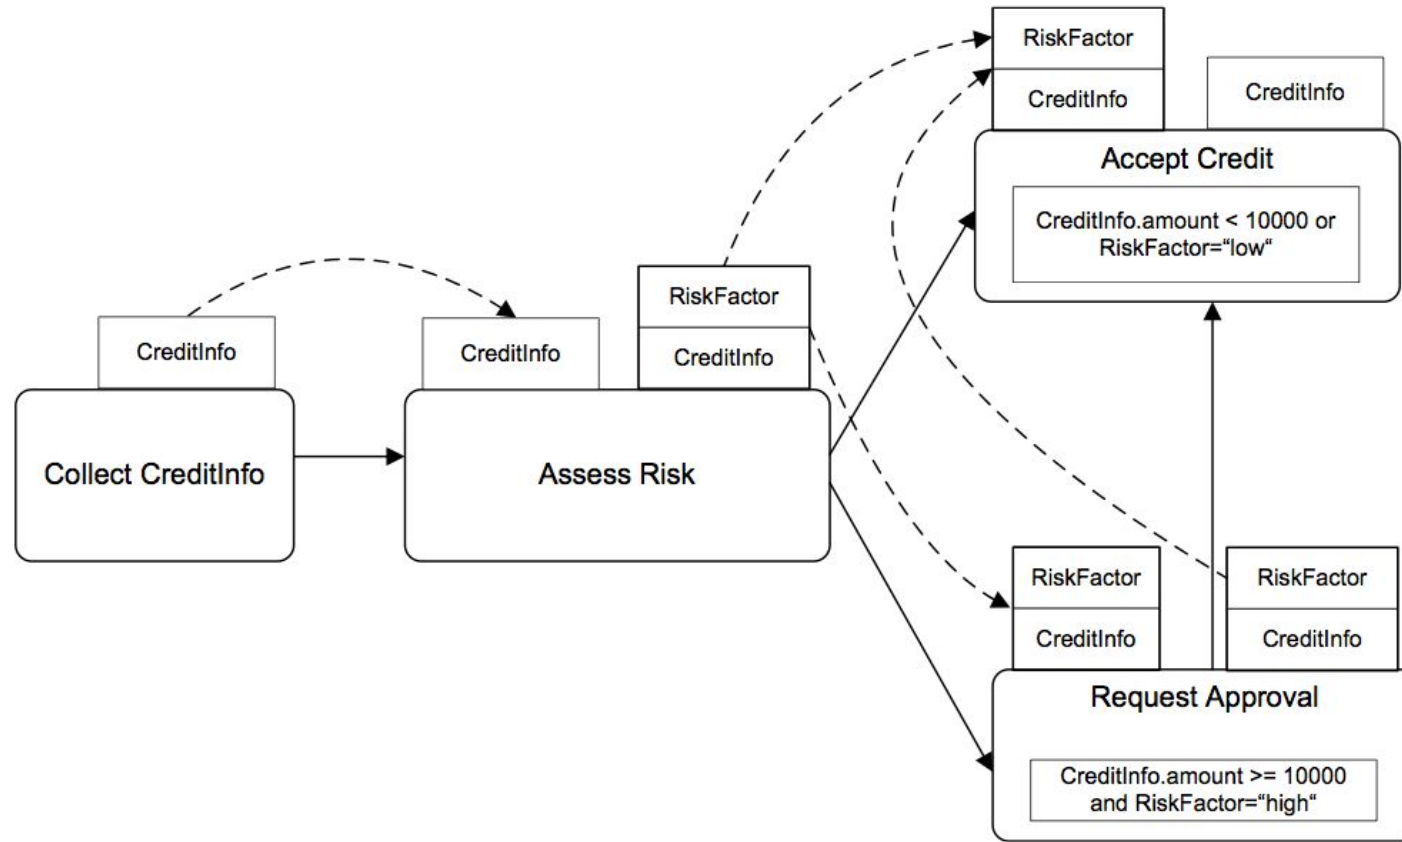 RiskFactor
CreditInfo
CreditInfo
Accept Credit
CreditInfo.amount < 10000 or
RiskFactor=“low“
CreditInfo
CreditInfo
RiskFactor
CreditInfo
Collect CreditInfo
Assess Risk
RiskFactor
CreditInfo
RiskFactor
CreditInfo
Request Approval
CreditInfo.amount >= 10000
and RiskFactor=“high“